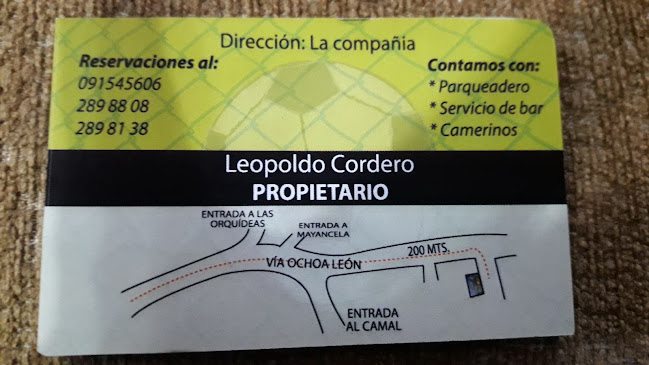 Dirección: La compañia
Reservaciones al:
091545606
289 88 08
289 81 38
Contamos con:
* Parqueadero
* Servicio de bar
* Camerinos
Leopoldo Cordero
PROPIETARIO
ENTRADA A LAS
ORQUÍDEAS
ENTRADA A
MAYANCELA
200 MTS.
VÍA OCHOA LEÓN
ENTRADA
AL CAMAL